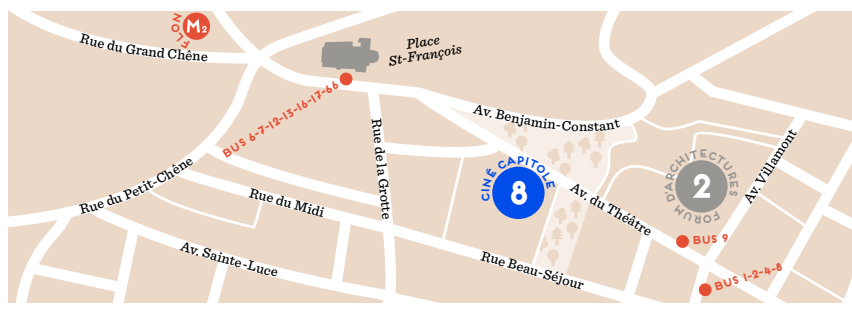 M2
FLON
Rue du Grand Chêne
Place
St-François
BUS 6-7-12-13-16-17-66
Av. Benjamin-Constant
Rue de la Grotte
Rue du Petit-Chêne
Rue du Midi
CINÉ CAPITOLE
8
Av. du Théâtre
FORUM D'ARCHITECTURES
2
Av. Villamont
BUS 9
Av. Sainte-Luce
Rue Beau-Séjour
BUS 1-2-4-8